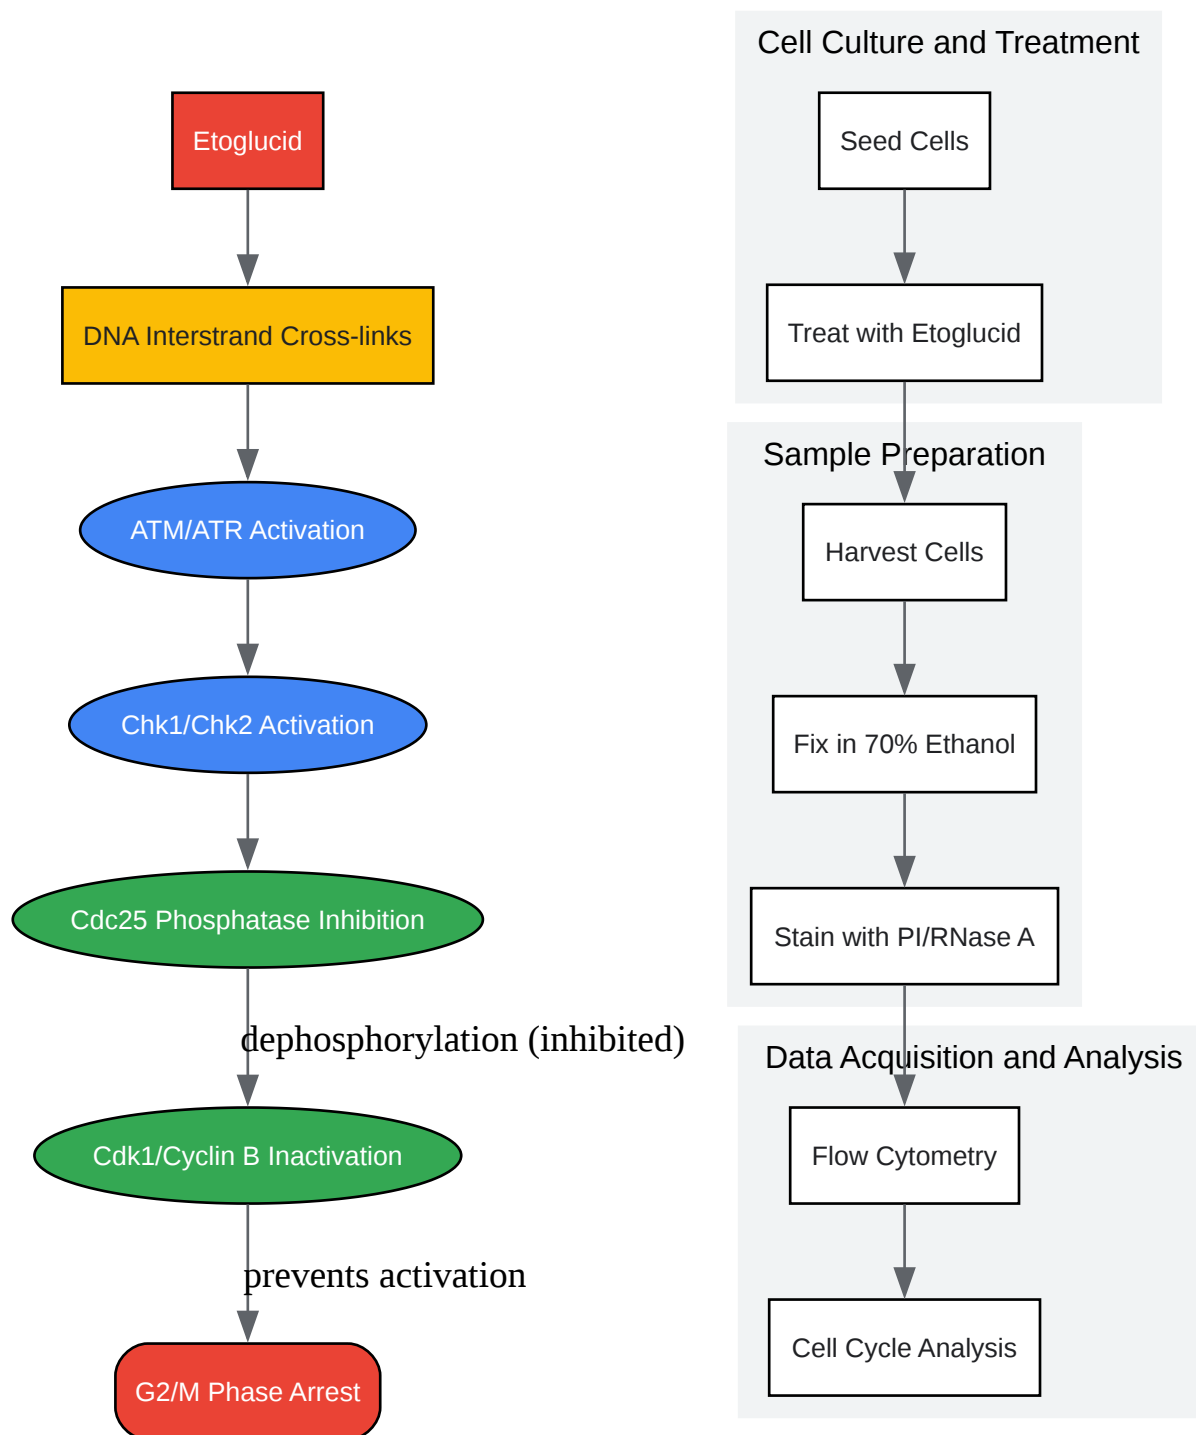 Etoglucid
DNA Interstrand Cross-links
ATM/ATR Activation
Chk1/Chk2 Activation
Cdc25 Phosphatase Inhibition
dephosphorylation (inhibited)
Cdk1/Cyclin B Inactivation
prevents activation
G2/M Phase Arrest
Cell Culture and Treatment
Seed Cells
Treat with Etoglucid
Sample Preparation
Harvest Cells
Fix in 70% Ethanol
Stain with PI/RNase A
Data Acquisition and Analysis
Flow Cytometry
Cell Cycle Analysis